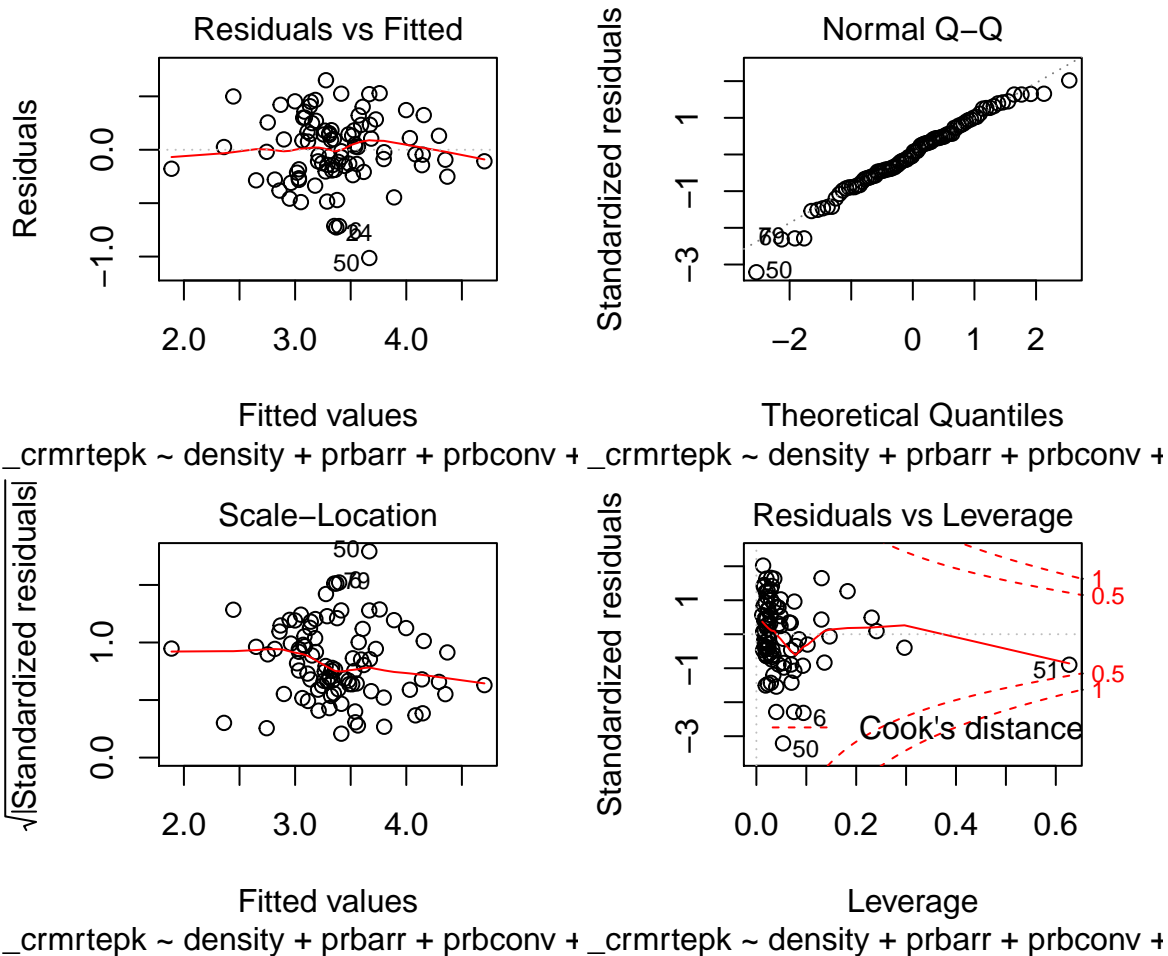 Residuals vs Fitted
Residuals
0.0
−1.0
50
2.0 3.0 4.0
Fitted values
_crmrtepk ~ density + prbarr + prbconv +
Normal Q−Q
Standardized residuals
1
−1
−3
50
−2 0 1 2
Theoretical Quantiles
_crmrtepk ~ density + prbarr + prbconv +
Scale−Location
√|Standardized residuals|
1.0
0.0
50
2.0 3.0 4.0
Fitted values
_crmrtepk ~ density + prbarr + prbconv +
Residuals vs Leverage
Standardized residuals
1
−1
−3
1
0.5
51
0.5
1
6
50
Cook's distance
0.0 0.2 0.4 0.6
Leverage
_crmrtepk ~ density + prbarr + prbconv +